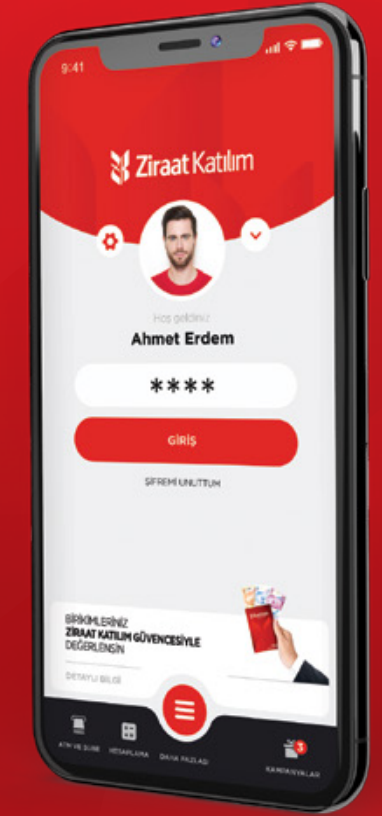 9:41
Ziraat Katılım
Hoş geldiniz
Ahmet Erdem
****
GİRİŞ
ŞİFREMİ UNUTTUM
BİRİKİMLERİNİZ
ZİRAAT KATILIM GÜVENCESİYLE
DEĞERLENSİN
DETAYLI BİLGİ
ATM VE ŞUBE
HESAPLAMA
DAHA FAZLASI
3
KAMPANYALAR